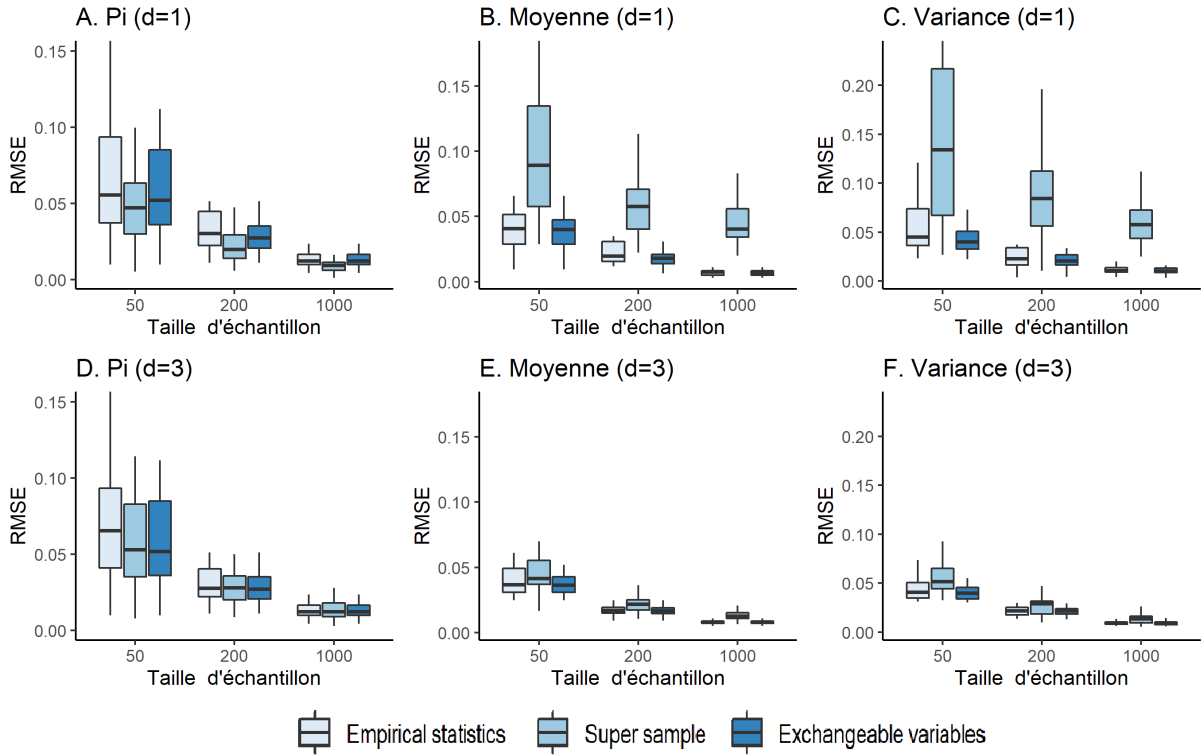 A. Pi (d=1)
B. Moyenne (d=1)
C. Variance (d=1)
RMSE
0.15
0.10
0.05
0.00
50
200
1000
Taille d'échantillon
RMSE
0.15
0.10
0.05
0.00
50
200
1000
Taille d'échantillon
RMSE
0.20
0.15
0.10
0.05
0.00
50
200
1000
Taille d'échantillon
D. Pi (d=3)
E. Moyenne (d=3)
F. Variance (d=3)
RMSE
0.15
0.10
0.05
0.00
50
200
1000
Taille d'échantillon
RMSE
0.15
0.10
0.05
0.00
50
200
1000
Taille d'échantillon
RMSE
0.20
0.15
0.10
0.05
0.00
50
200
1000
Taille d'échantillon
Empirical statistics
Super sample
Exchangeable variables